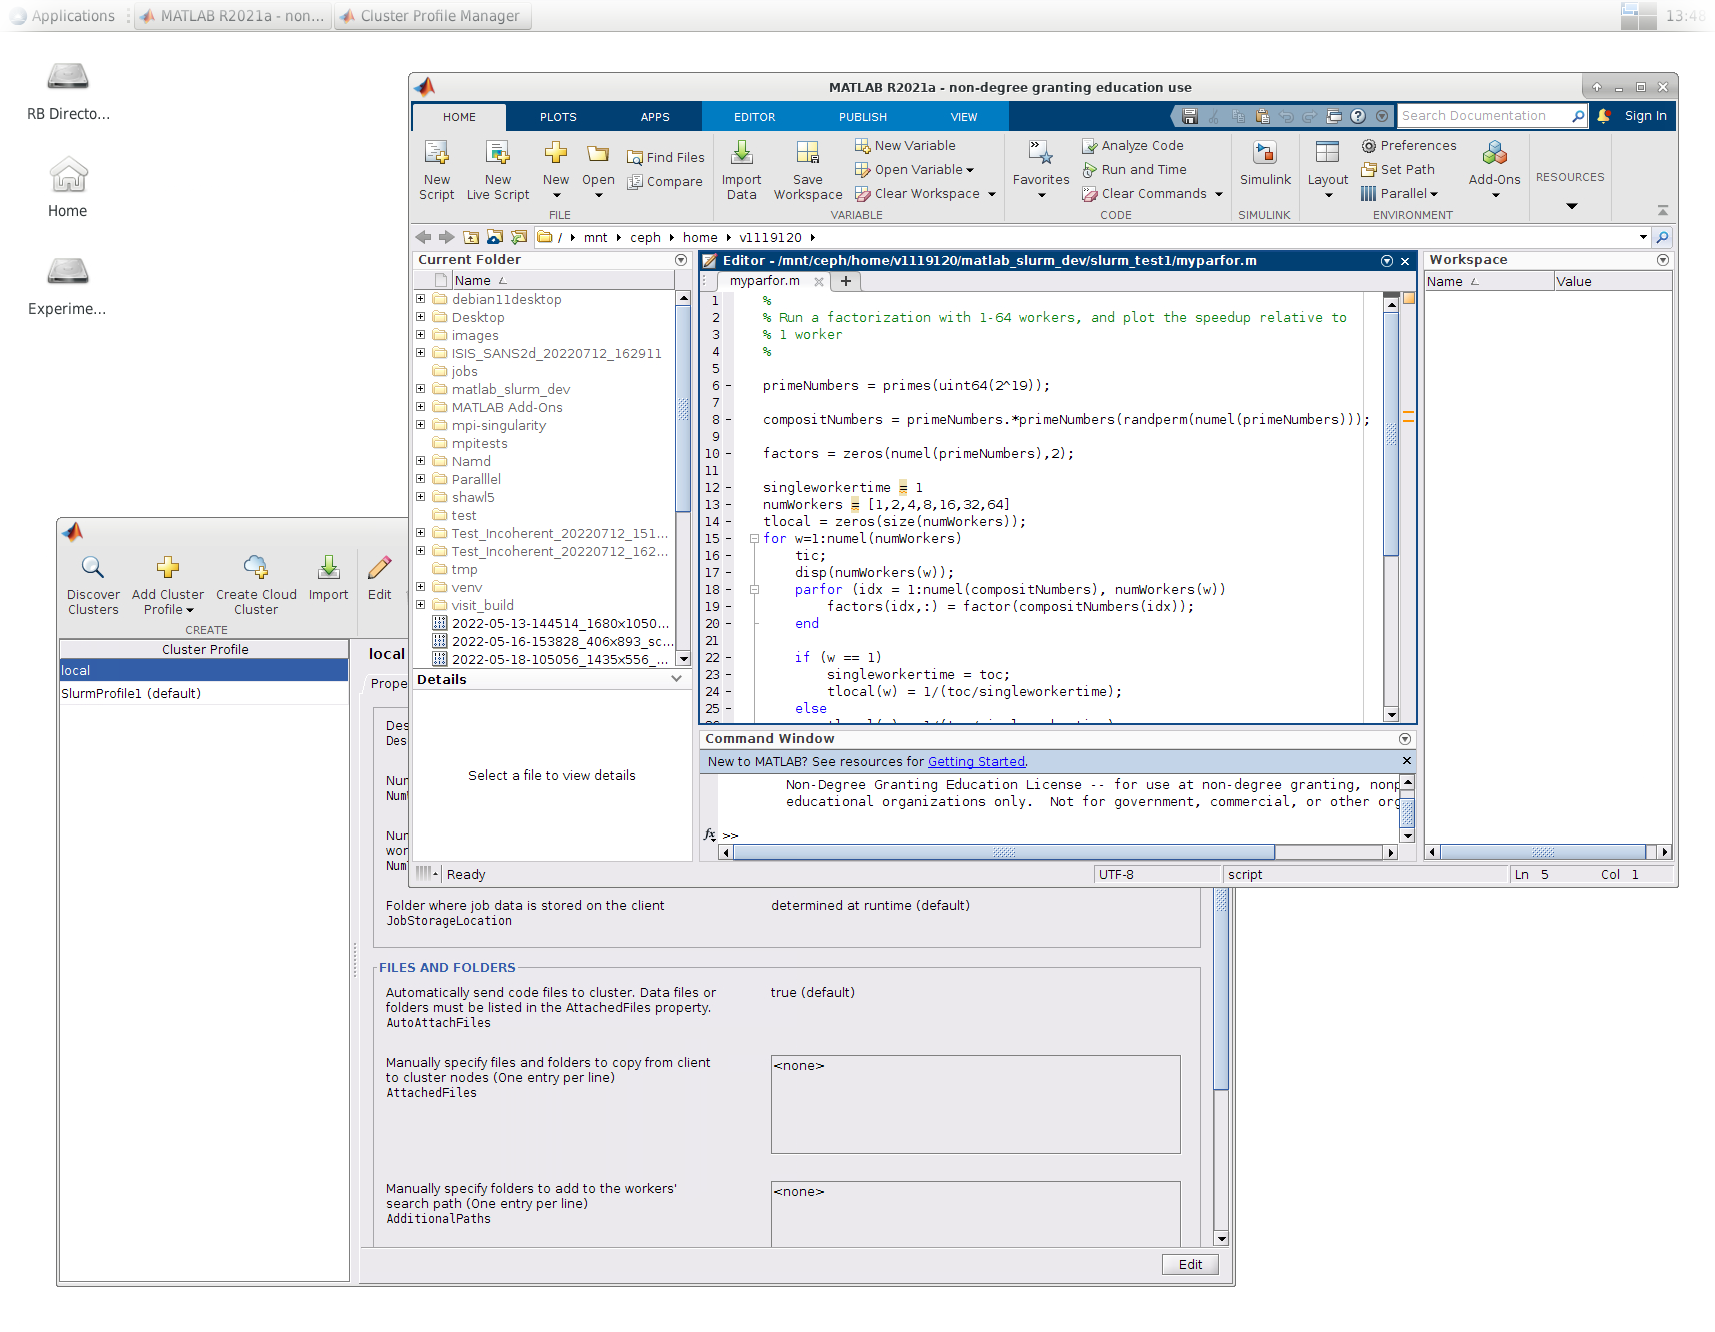 Applications
MATLAB R2021a - non...
Cluster Profile Manager
13:48
RB Directo...
Home
Experime...
MATLAB R2021a - non-degree granting education use
HOME PLOTS APPS EDITOR PUBLISH VIEW
Search Documentation
Sign In
New Script
New Live Script
New
Open
Find Files
Compare
FILE
Import Data
Save Workspace
New Variable
Open Variable
Clear Workspace
VARIABLE
Favorites
Analyze Code
Run and Time
Clear Commands
CODE
Simulink
SIMULINK
Layout
Preferences
Set Path
Parallel
Add-Ons
ENVIRONMENT
RESOURCES
/ mnt ceph home v1119120
Current Folder
Name
debian11desktop
Desktop
images
ISIS_SANS2d_20220712_162911
jobs
matlab_slurm_dev
MATLAB Add-Ons
mpi-singularity
mpitests
Namd
Paralllel
shawl5
test
Test_Incoherent_20220712_151...
Test_Incoherent_20220712_162...
tmp
venv
visit_build
2022-05-13-144514_1680x1050...
2022-05-16-153828_406x893_sc...
2022-05-18-105056_1435x556_...
Details
Select a file to view details
Editor - /mnt/ceph/home/v1119120/matlab_slurm_dev/slurm_test1/myparfor.m
myparfor.m
1 %
2 % Run a factorization with 1-64 workers, and plot the speedup relative to
3 % 1 worker
4 %
5
6 - primeNumbers = primes(uint64(2^19));
7
8 - compositNumbers = primeNumbers.*primeNumbers(randperm(numel(primeNumbers)));
9
10 - factors = zeros(numel(primeNumbers),2);
11
12 - singleworkertime = 1
13 - numWorkers = [1,2,4,8,16,32,64]
14 - tlocal = zeros(size(numWorkers));
15 - for w=1:numel(numWorkers)
16 - tic;
17 - disp(numWorkers(w));
18 - parfor (idx = 1:numel(compositNumbers), numWorkers(w))
19 - factors(idx,:) = factor(compositNumbers(idx));
20 - end
21
22 - if (w == 1)
23 - singleworkertime = toc;
24 - tlocal(w) = 1/(toc/singleworkertime);
25 - else
Command Window
New to MATLAB? See resources for Getting Started.
Non-Degree Granting Education License -- for use at non-degree granting, nonp
educational organizations only. Not for government, commercial, or other org
fx >>
Workspace
Name Value
Ready
UTF-8
script
Ln 5 Col 1
Discover Clusters
Add Cluster Profile
Create Cloud Cluster
Import
Edit
CREATE
Cluster Profile
local
SlurmProfile1 (default)
local
Prope
Des
Des
Nur
Num
Nur
wor
Num
Folder where job data is stored on the client
JobStorageLocation
determined at runtime (default)
FILES AND FOLDERS
Automatically send code files to cluster. Data files or
folders must be listed in the AttachedFiles property.
AutoAttachFiles
true (default)
Manually specify files and folders to copy from client
to cluster nodes (One entry per line)
AttachedFiles
<none>
Manually specify folders to add to the workers'
search path (One entry per line)
AdditionalPaths
<none>
Edit